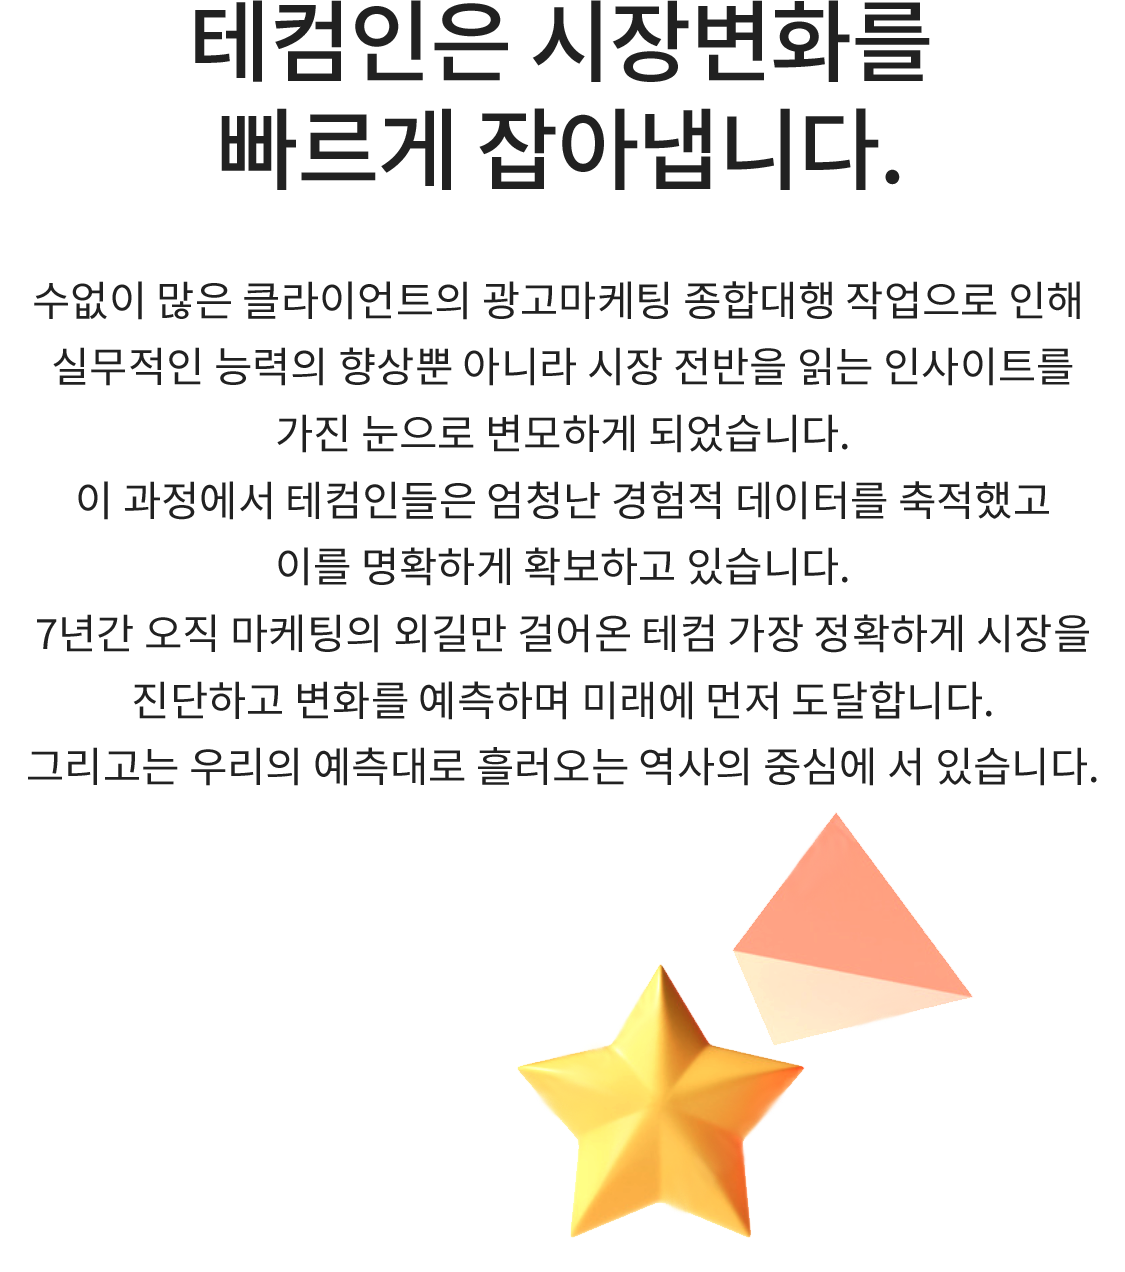 테컴인은 시장변화를
빠르게 잡아냅니다.
수없이 많은 클라이언트의 광고마케팅 종합대행 작업으로 인해
실무적인 능력의 향상뿐 아니라 시장 전반을 읽는 인사이트를
가진 눈으로 변모하게 되었습니다.
이 과정에서 테컴인들은 엄청난 경험적 데이터를 축적했고
이를 명확하게 확보하고 있습니다.
7년간 오직 마케팅의 외길만 걸어온 테컴 가장 정확하게 시장을
진단하고 변화를 예측하며 미래에 먼저 도달합니다.
그리고는 우리의 예측대로 흘러오는 역사의 중심에 서 있습니다.